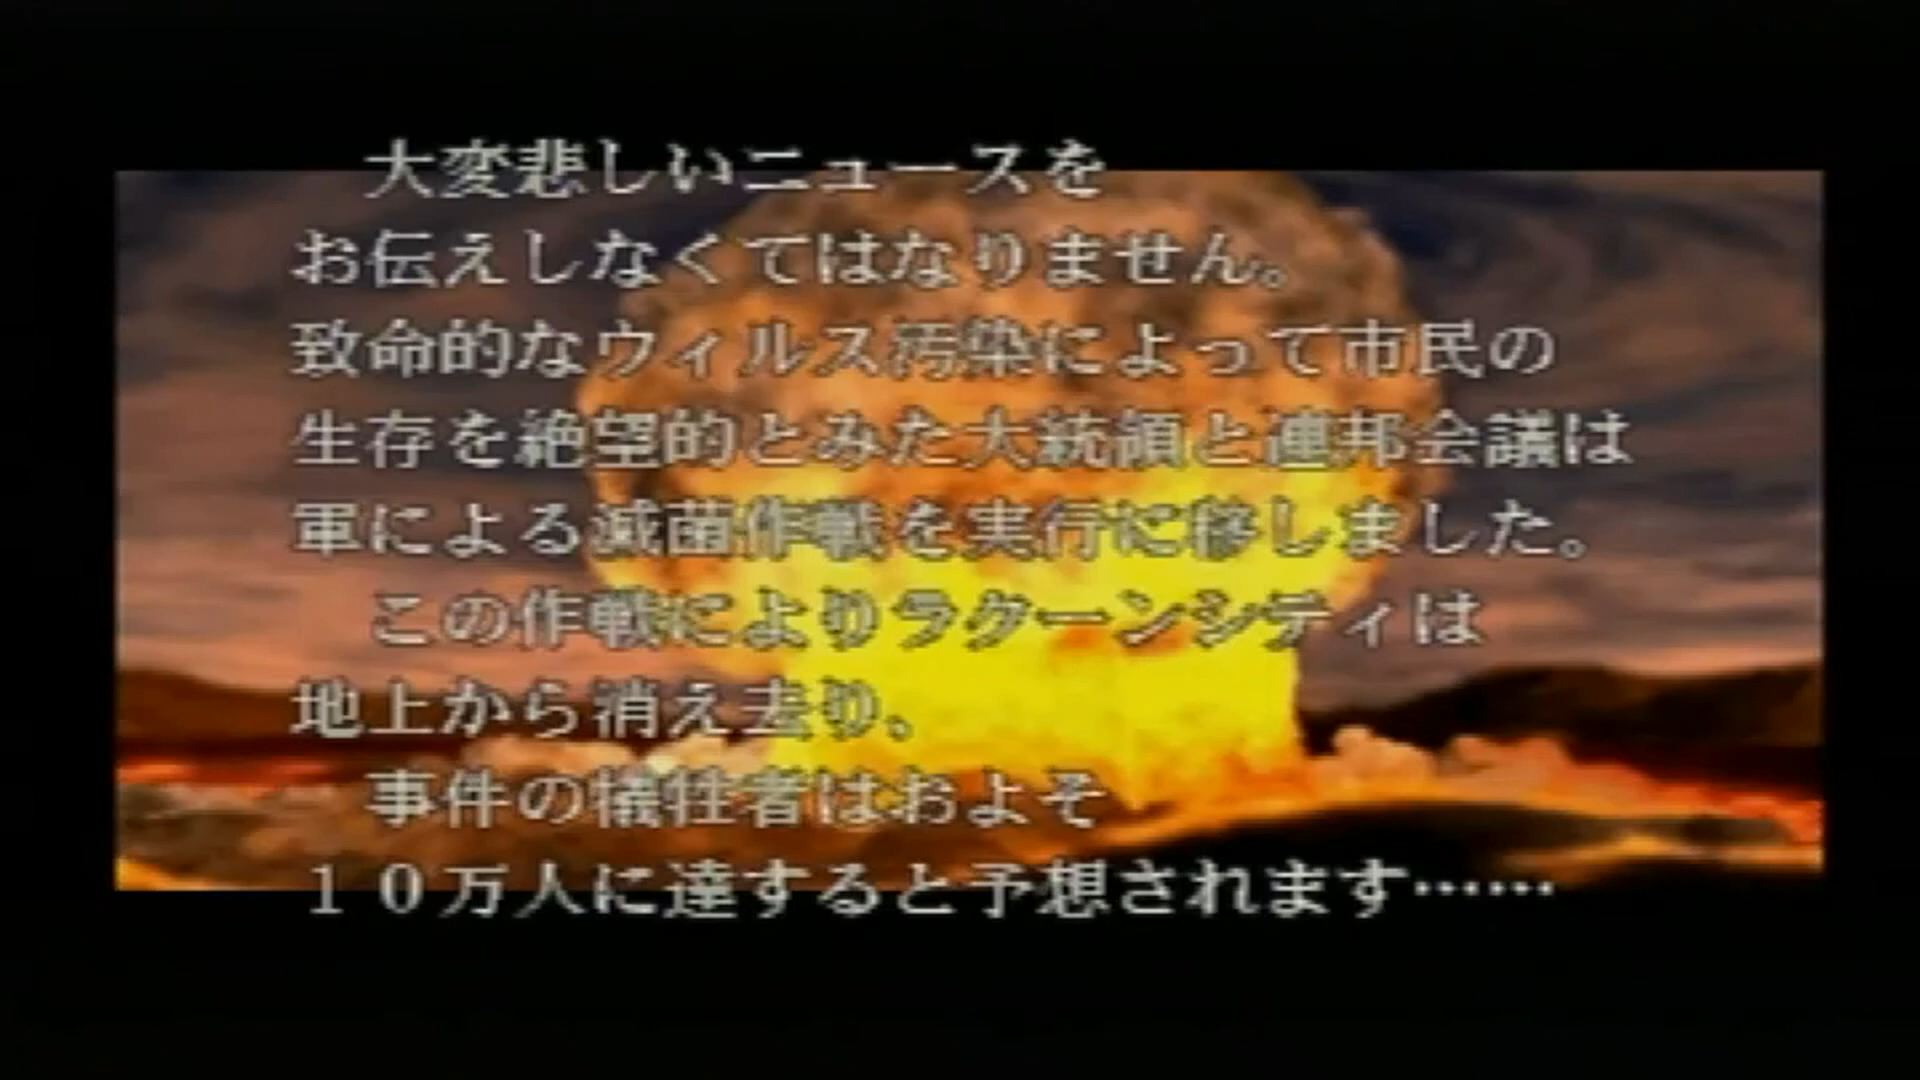 大変悲しいニュースを
お伝えしなくてはなりません。
致命的なウィルス汚染によって市民の
生存を絶望的とみた大統領と連邦会議は
軍による滅菌作戦を実行に移しました。
この作戦によりラクーンシティは
地上から消え去り、
事件の犠牲者はおよそ
１０万人に達すると予想されます……